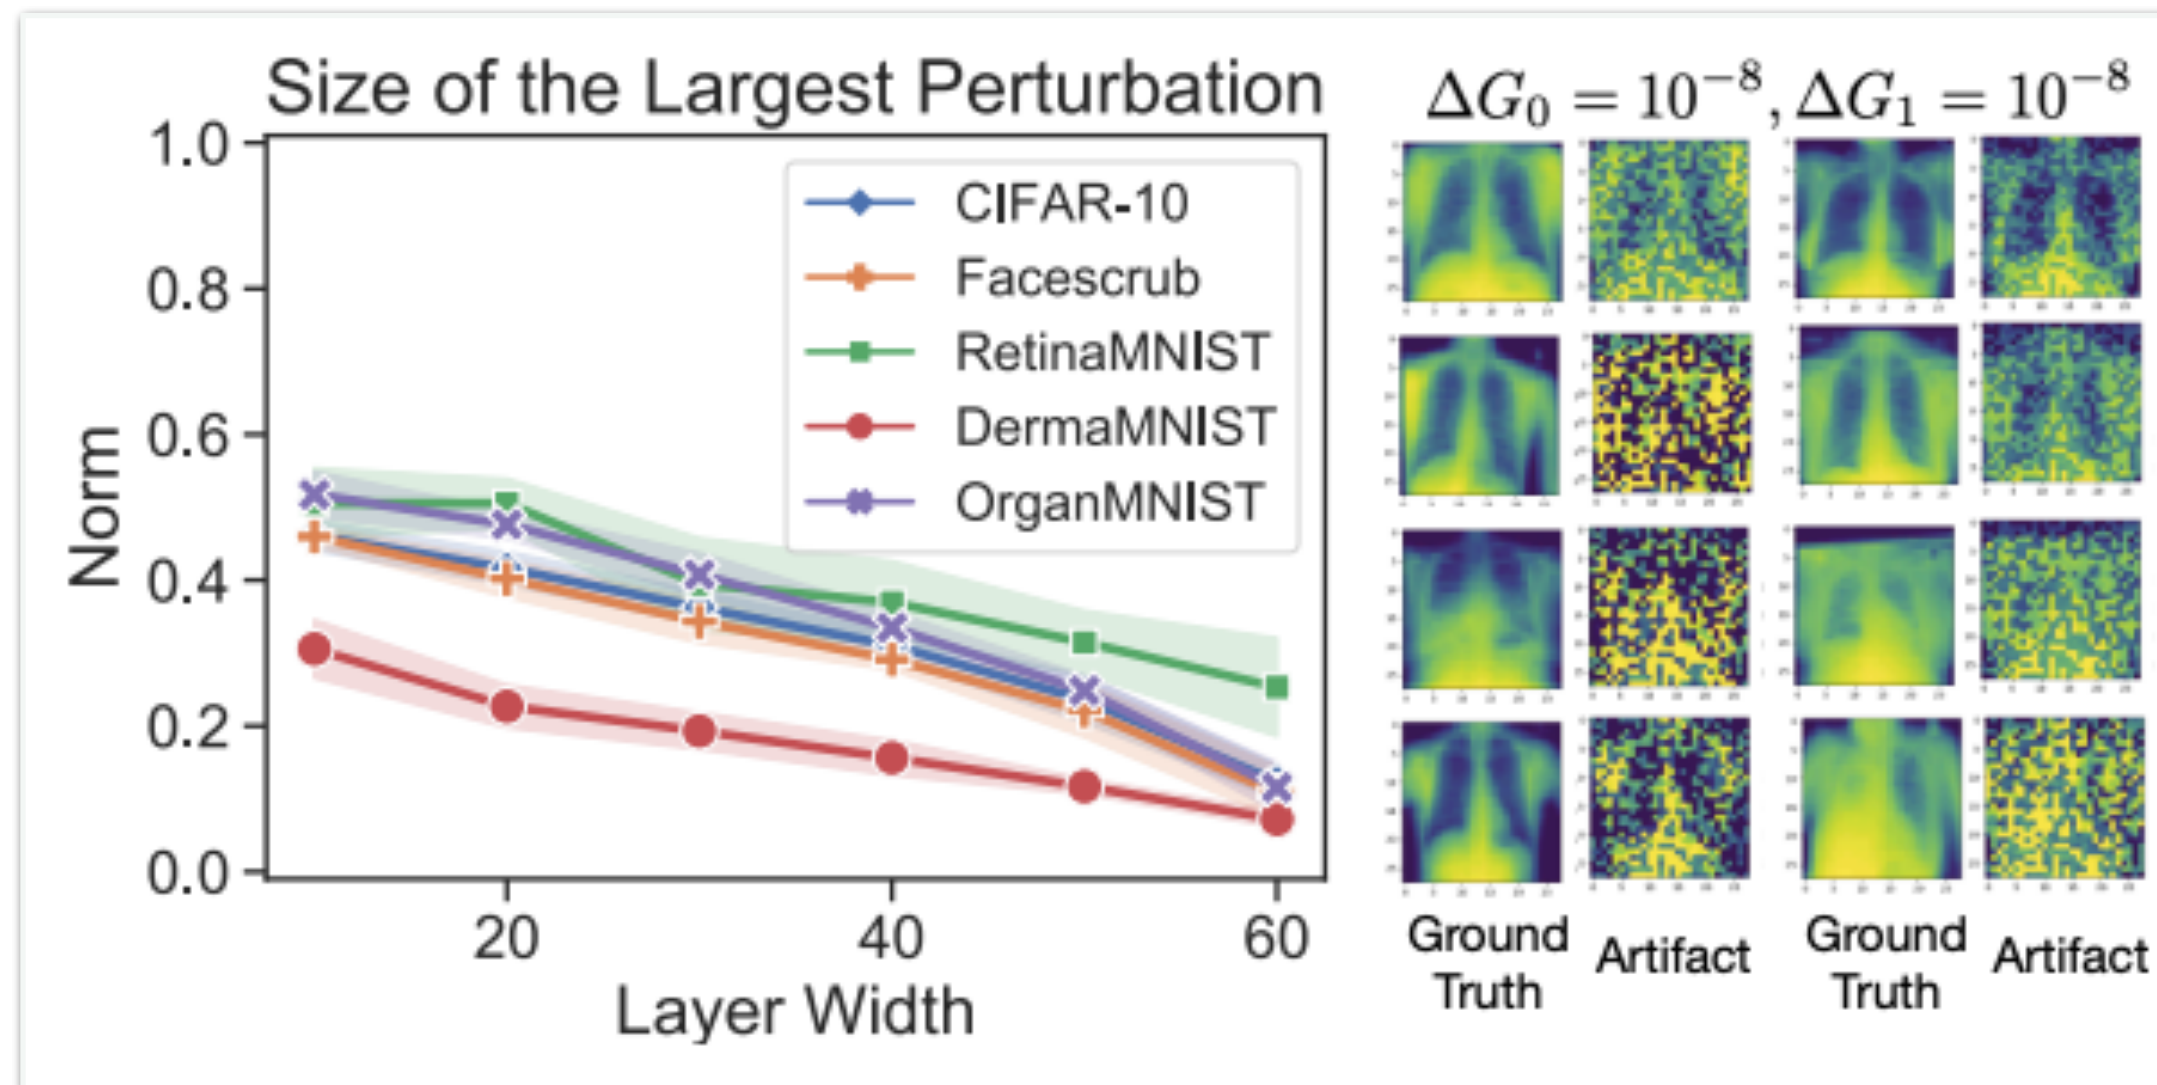 Size of the Largest Perturbation
1.0
0.8
0.6
0.4
0.2
0.0
Norm
20 40 60
Layer Width
CIFAR-10
Facescrub
RetinaMNIST
DermaMNIST
OrganMNIST
ΔG₀ = 10⁻⁸, ΔG₁ = 10⁻⁸
Ground Truth
Artifact
Ground Truth
Artifact